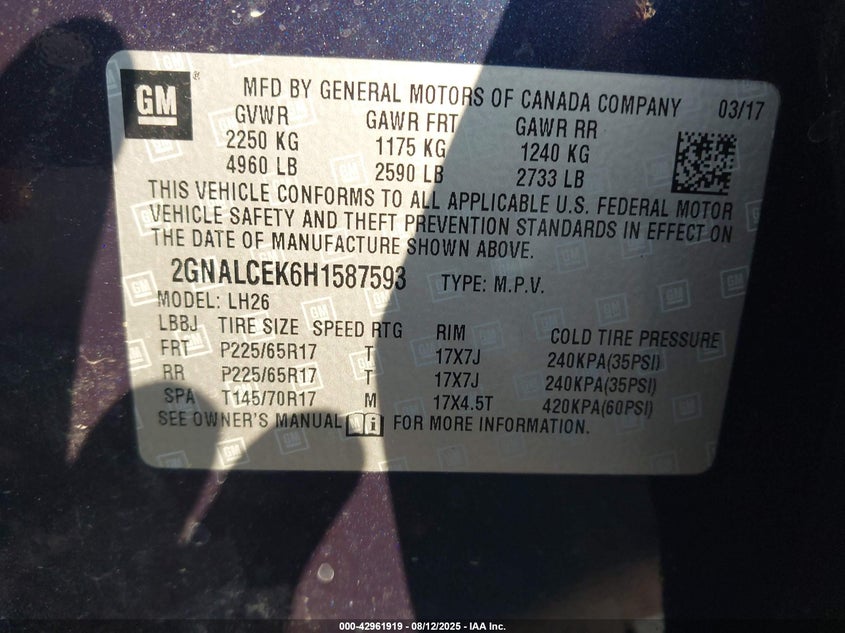 GM ®
MFD BY GENERAL MOTORS OF CANADA COMPANY 03/17
GVWR GAWR FRT GAWR RR
2250 KG 1175 KG 1240 KG
4960 LB 2590 LB 2733 LB
THIS VEHICLE CONFORMS TO ALL APPLICABLE U.S. FEDERAL MOTOR
VEHICLE SAFETY AND THEFT PREVENTION STANDARDS IN EFFECT ON
THE DATE OF MANUFACTURE SHOWN ABOVE.
2GNALCEK6H1587593 TYPE: M.P.V.
MODEL: LH26
LBBJ TIRE SIZE SPEED RTG RIM COLD TIRE PRESSURE
FRT P225/65R17 T 17X7J 240KPA(35PSI)
RR P225/65R17 T 17X7J 240KPA(35PSI)
SPA T145/70R17 M 17X4.5T 420KPA(60PSI)
SEE OWNER'S MANUAL i FOR MORE INFORMATION.
000-42961919 - 08/12/2025 - IAA Inc.